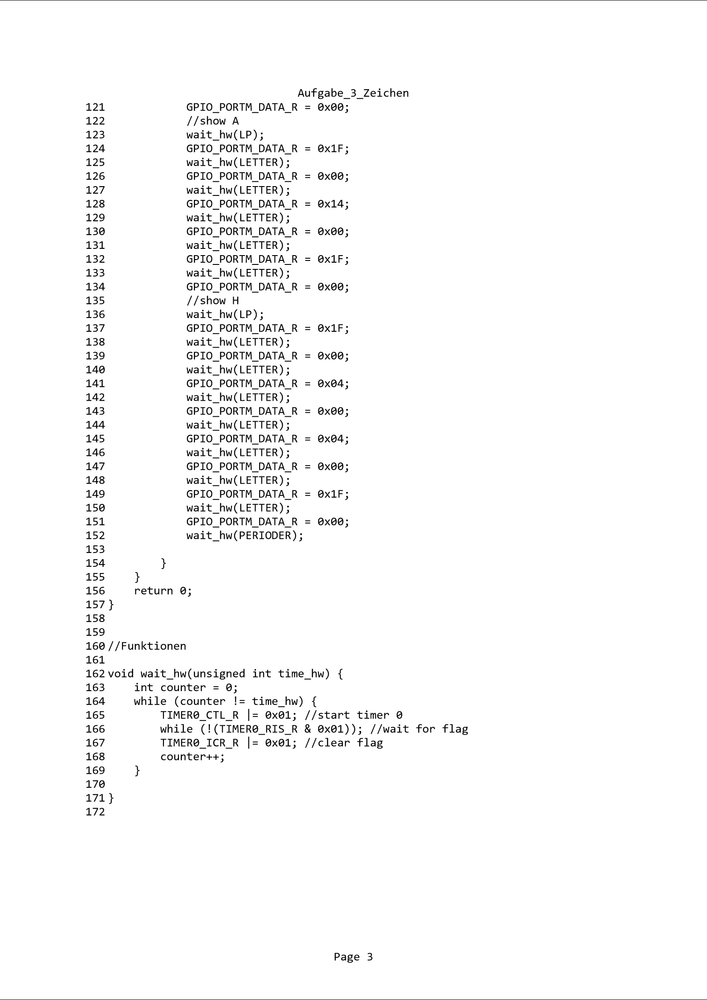 Aufgabe_3_Zeichen
121            GPIO_PORTM_DATA_R = 0x00;
122            //show A
123            wait_hw(LP);
124            GPIO_PORTM_DATA_R = 0x1F;
125            wait_hw(LETTER);
126            GPIO_PORTM_DATA_R = 0x00;
127            wait_hw(LETTER);
128            GPIO_PORTM_DATA_R = 0x14;
129            wait_hw(LETTER);
130            GPIO_PORTM_DATA_R = 0x00;
131            wait_hw(LETTER);
132            GPIO_PORTM_DATA_R = 0x1F;
133            wait_hw(LETTER);
134            GPIO_PORTM_DATA_R = 0x00;
135            //show H
136            wait_hw(LP);
137            GPIO_PORTM_DATA_R = 0x1F;
138            wait_hw(LETTER);
139            GPIO_PORTM_DATA_R = 0x00;
140            wait_hw(LETTER);
141            GPIO_PORTM_DATA_R = 0x04;
142            wait_hw(LETTER);
143            GPIO_PORTM_DATA_R = 0x00;
144            wait_hw(LETTER);
145            GPIO_PORTM_DATA_R = 0x04;
146            wait_hw(LETTER);
147            GPIO_PORTM_DATA_R = 0x00;
148            wait_hw(LETTER);
149            GPIO_PORTM_DATA_R = 0x1F;
150            wait_hw(LETTER);
151            GPIO_PORTM_DATA_R = 0x00;
152            wait_hw(PERIODER);
153
154        }
155    }
156    return 0;
157}
158
159
160//Funktionen
161
162void wait_hw(unsigned int time_hw) {
163    int counter = 0;
164    while (counter != time_hw) {
165        TIMER0_CTL_R |= 0x01; //start timer 0
166        while (!(TIMER0_RIS_R & 0x01)); //wait for flag
167        TIMER0_ICR_R |= 0x01; //clear flag
168        counter++;
169    }
170
171}
172
Page 3